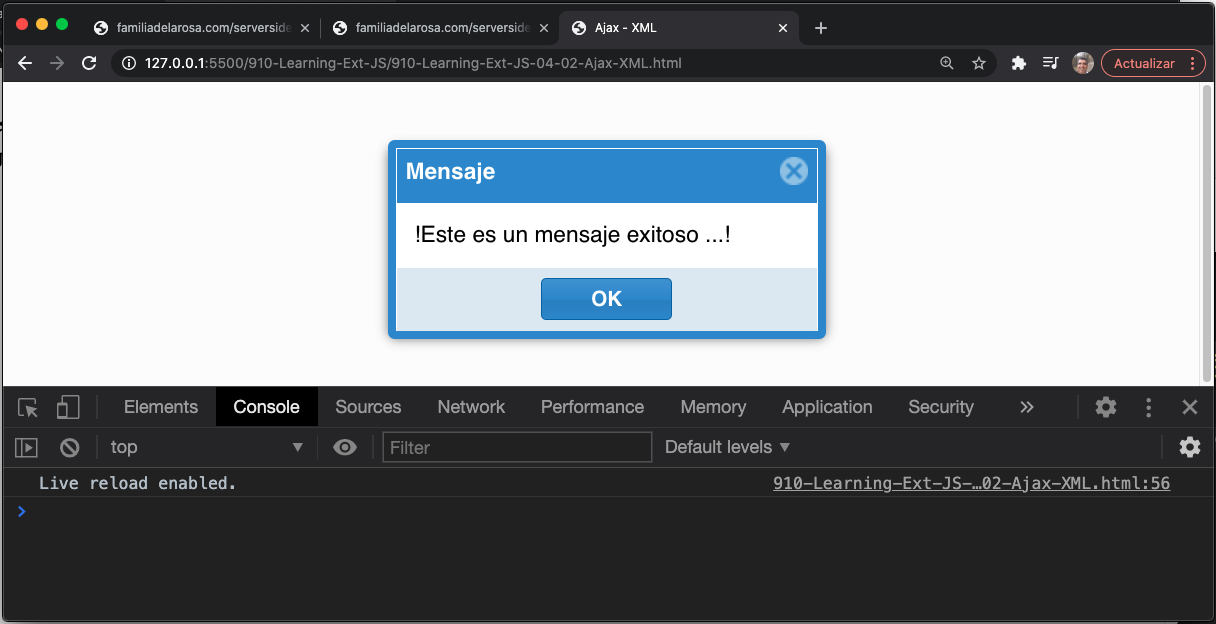 familiadelarosa.com/serverside
familiadelarosa.com/serverside
Ajax - XML
127.0.0.1:5500/910-Learning-Ext-JS/910-Learning-Ext-JS-04-02-Ajax-XML.html
Actualizar
Mensaje
!Este es un mensaje exitoso ...!
OK
Elements Console Sources Network Performance Memory Application Security
top Filter Default levels
Live reload enabled. 910-Learning-Ext-JS-…02-Ajax-XML.html:56